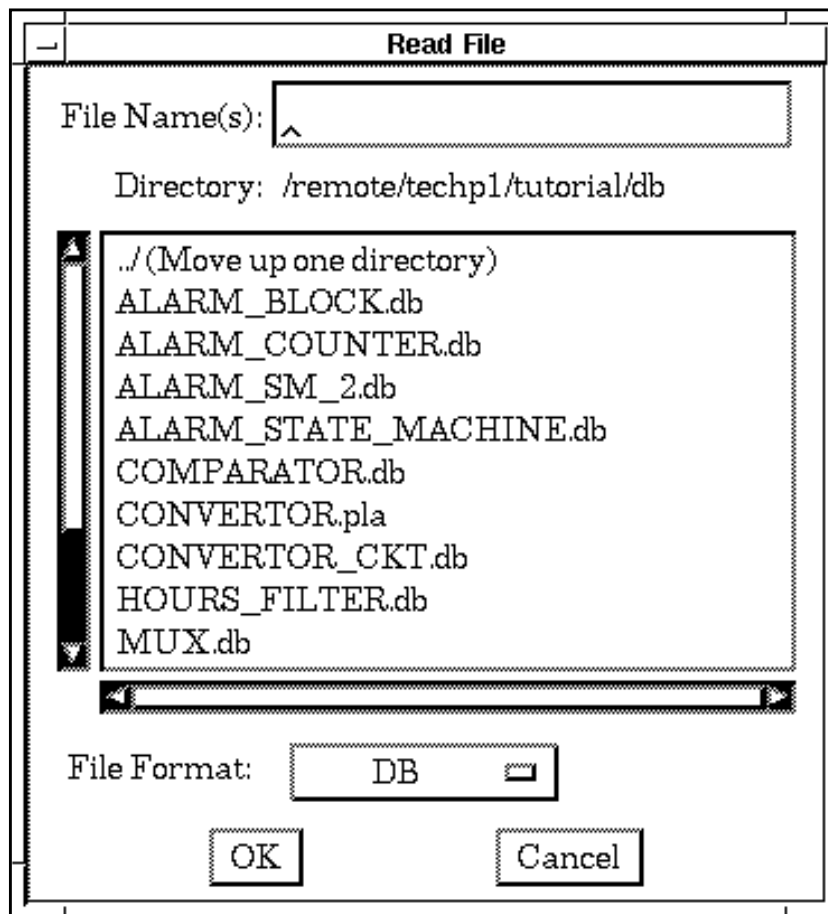 Read File
File Name(s):
Directory: /remote/techp1/tutorial/db
../ (Move up one directory)
ALARM_BLOCK.db
ALARM_COUNTER.db
ALARM_SM_2.db
ALARM_STATE_MACHINE.db
COMPARATOR.db
CONVERTOR.pla
CONVERTOR_CKT.db
HOURS_FILTER.db
MUX.db
File Format: DB
OK Cancel